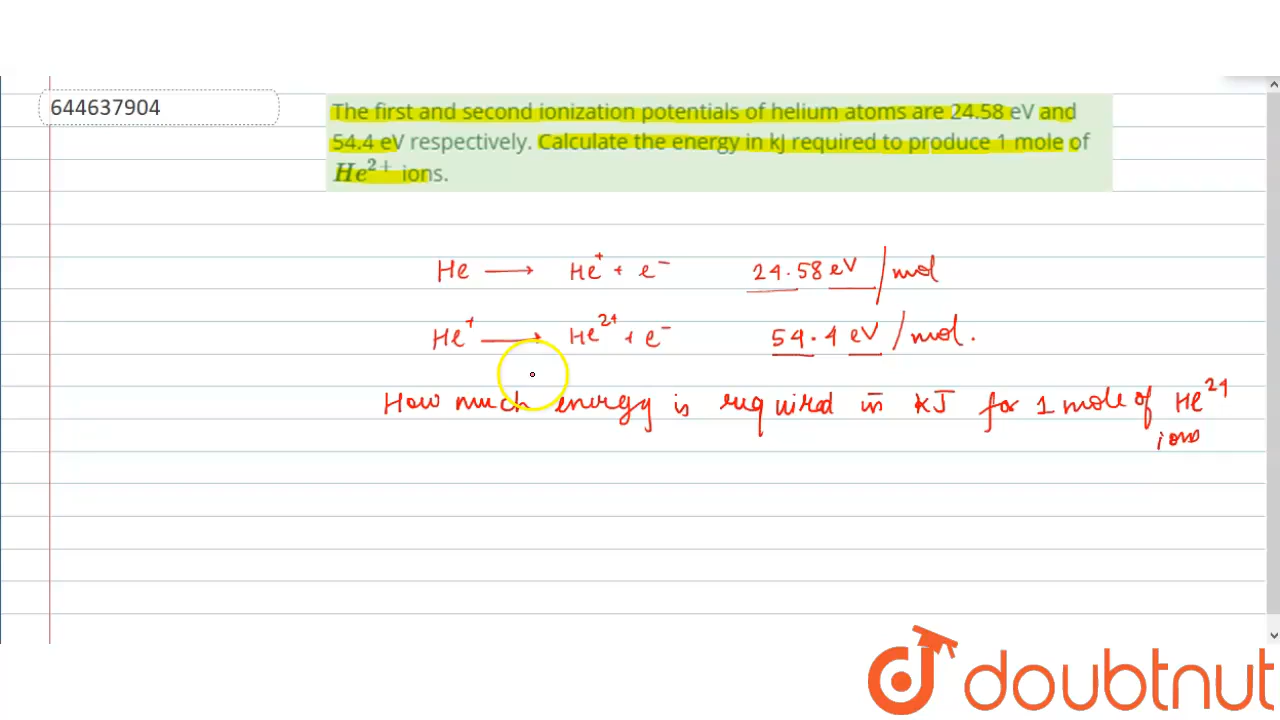 644637904
The first and second ionization potentials of helium atoms are 24.58 eV and
54.4 eV respectively. Calculate the energy in kJ required to produce 1 mole of
He²⁺ ions.
He ⟶ He⁺ + e⁻ 24.58 eV / mol
He⁺ ⟶ He²⁺ + e⁻ 54.4 eV / mol.
How much energy is required in kJ for 1 mole of He²⁺
ions
doubtnut